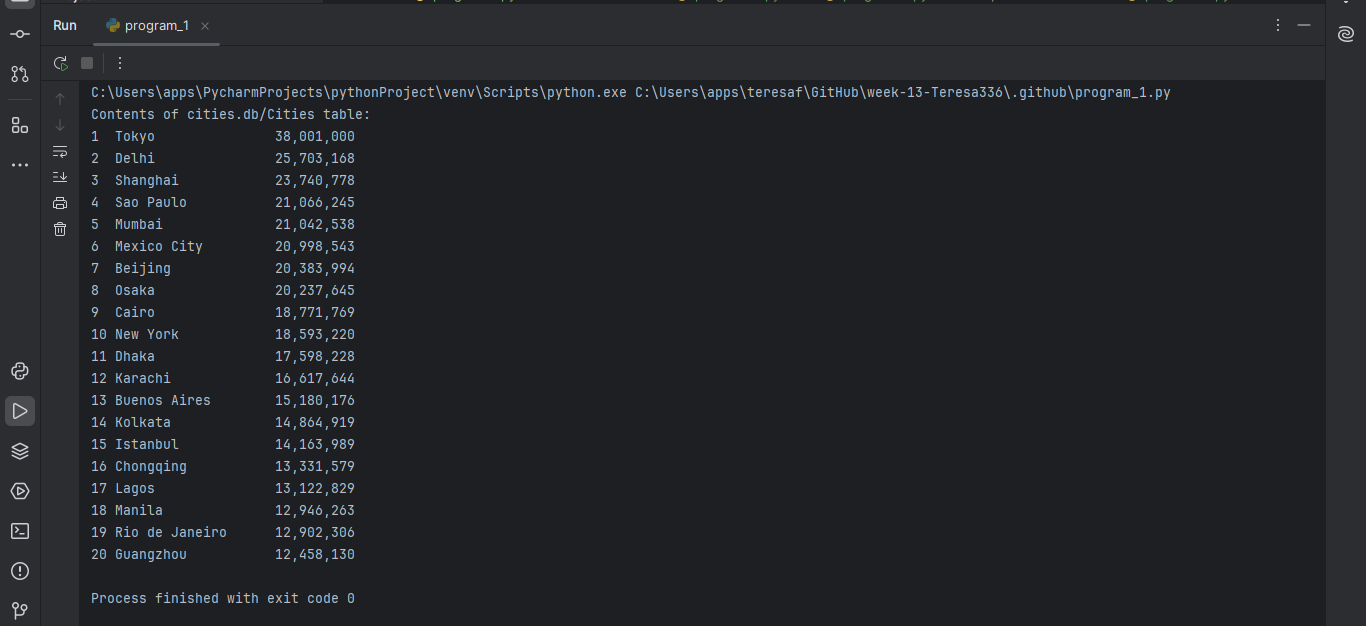 Run program_1
C:\Users\apps\PycharmProjects\pythonProject\venv\Scripts\python.exe C:\Users\apps\teresaf\GitHub\week-13-Teresa336\.github\program_1.py
Contents of cities.db/Cities table:
1  Tokyo               38,001,000
2  Delhi               25,703,168
3  Shanghai            23,740,778
4  Sao Paulo           21,066,245
5  Mumbai              21,042,538
6  Mexico City         20,998,543
7  Beijing             20,383,994
8  Osaka               20,237,645
9  Cairo               18,771,769
10 New York            18,593,220
11 Dhaka               17,598,228
12 Karachi             16,617,644
13 Buenos Aires        15,180,176
14 Kolkata             14,864,919
15 Istanbul            14,163,989
16 Chongqing           13,331,579
17 Lagos               13,122,829
18 Manila              12,946,263
19 Rio de Janeiro      12,902,306
20 Guangzhou           12,458,130
Process finished with exit code 0